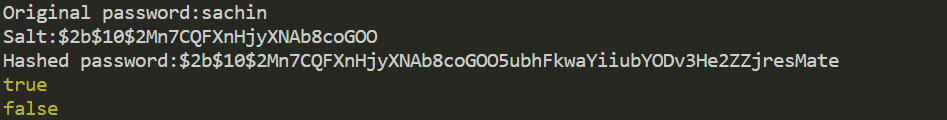 Original password:sachin
Salt:$2b$10$2Mn7CQFXnHjyXNAb8coGOO
Hashed password:$2b$10$2Mn7CQFXnHjyXNAb8coGOO5ubhFkwaYiiubYODv3He2ZZjresMate
true
false